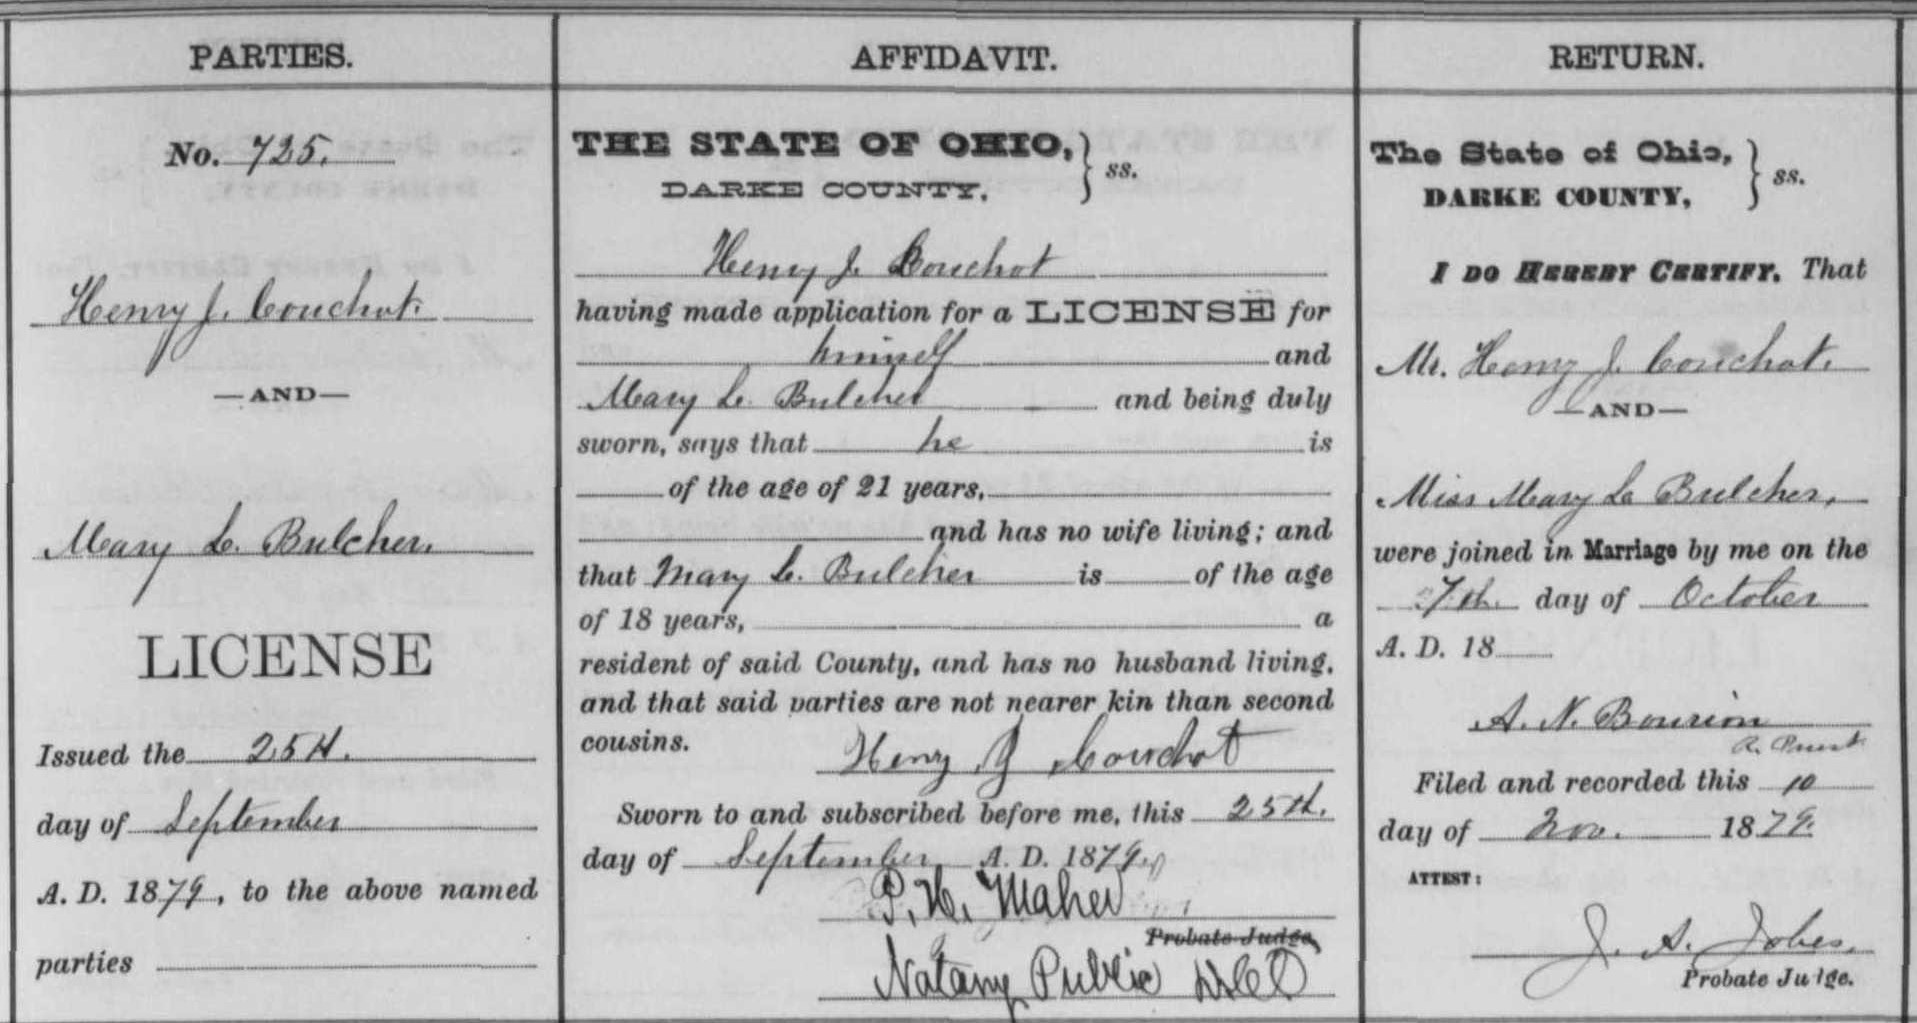 PARTIES.
No. 725.
Henry J. Couchot.
—AND—
Mary L. Bulcher.
LICENSE
Issued the 25th.
day of September
A. D. 1879, to the above named
parties
AFFIDAVIT.
THE STATE OF OHIO, } ss.
DARKE COUNTY,
Henry J. Couchot
having made application for a LICENSE for
himself and
Mary L. Bulcher and being duly
sworn, says that he is
of the age of 21 years,
and has no wife living; and
that Mary L. Bulcher is of the age
of 18 years, a
resident of said County, and has no husband living,
and that said parties are not nearer kin than second
cousins.
Henry J Couchot
Sworn to and subscribed before me, this 25th.
day of September A. D. 1879.
P. H. Maher
Probate Judge,
Notary Public D.C.O
RETURN.
The State of Ohio, } ss.
DARKE COUNTY,
I DO HEREBY CERTIFY, That
Mr. Henry J. Couchot.
—AND—
Miss Mary L Bulcher,
were joined in Marriage by me on the
7th. day of October
A. D. 18
A. N. Bourion
R. Priest
Filed and recorded this 10
day of Nov. 1879.
ATTEST:
J. A. Jobes.
Probate Judge.